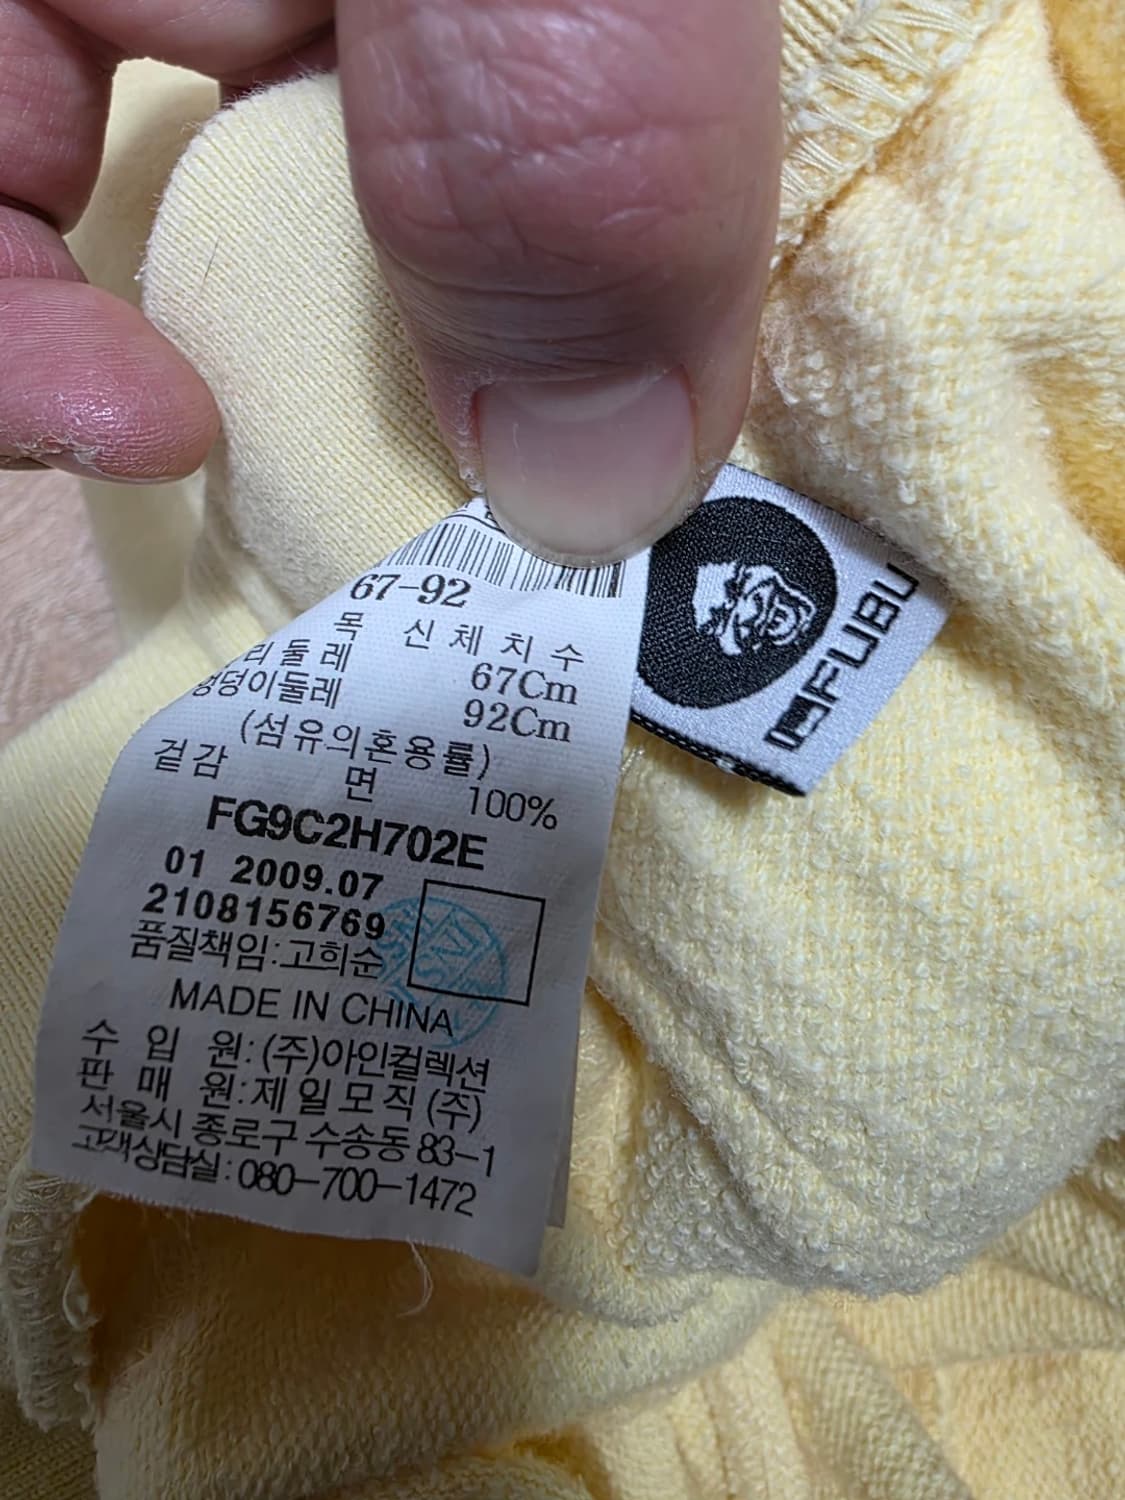 67-92
목 신체치수
리둘레 67Cm
엉덩이둘레 92Cm
(섬유의혼용률)
겉감 면 100%
FG9C2H702E
01 2009.07
2108156769
품질책임:고희순
MADE IN CHINA
수 입 원:(주)아인컬렉션
판 매 원:제일모직(주)
서울시 종로구 수송동 83-1
고객상담실:080-700-1472
FUBU